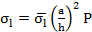 σ₁ = σ̅₁ (a/h)² P